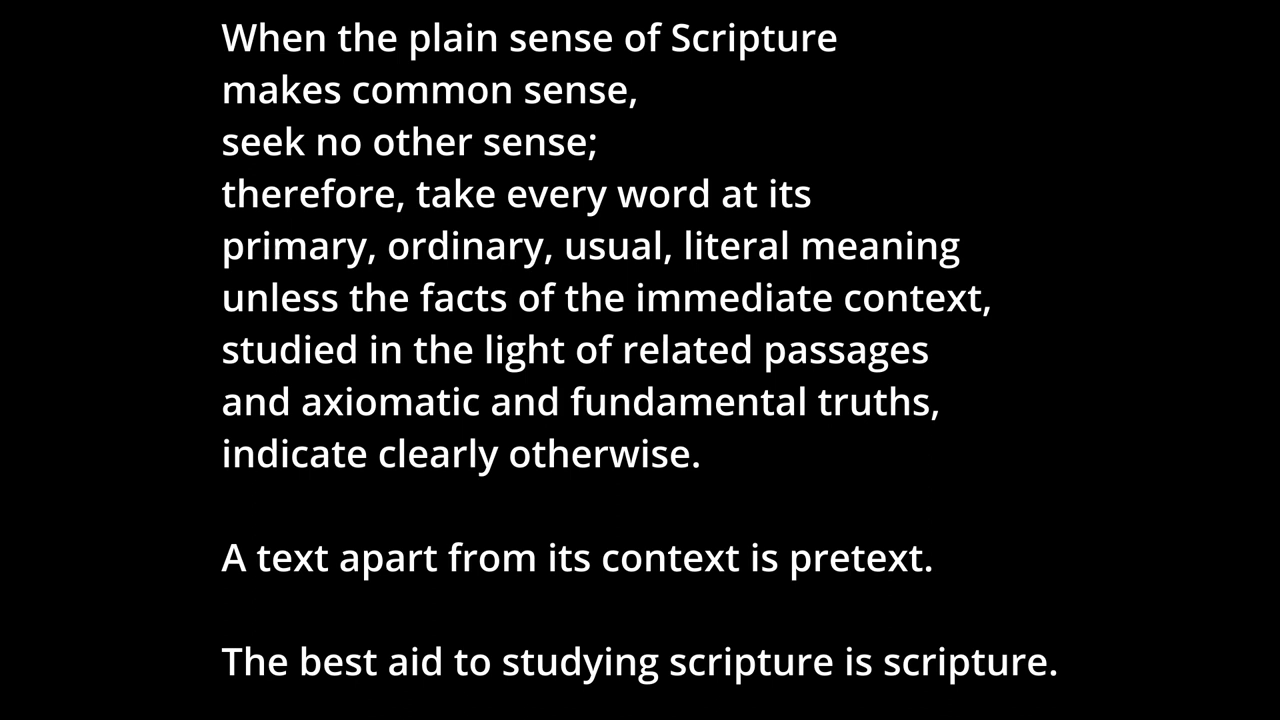 When the plain sense of Scripture
makes common sense,
seek no other sense;
therefore, take every word at its
primary, ordinary, usual, literal meaning
unless the facts of the immediate context,
studied in the light of related passages
and axiomatic and fundamental truths,
indicate clearly otherwise.
A text apart from its context is pretext.
The best aid to studying scripture is scripture.